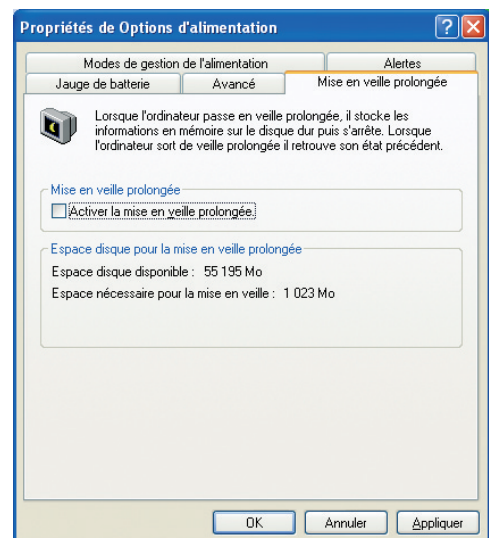 Propriétés de Options d'alimentation
Modes de gestion de l'alimentation
Alertes
Jauge de batterie
Avancé
Mise en veille prolongée
Lorsque l'ordinateur passe en veille prolongée, il stocke les
informations en mémoire sur le disque dur puis s'arrête. Lorsque
l'ordinateur sort de veille prolongée il retrouve son état précédent.
Mise en veille prolongée
Activer la mise en veille prolongée.
Espace disque pour la mise en veille prolongée
Espace disque disponible : 55 195 Mo
Espace nécessaire pour la mise en veille : 1 023 Mo
OK
Annuler
Appliquer